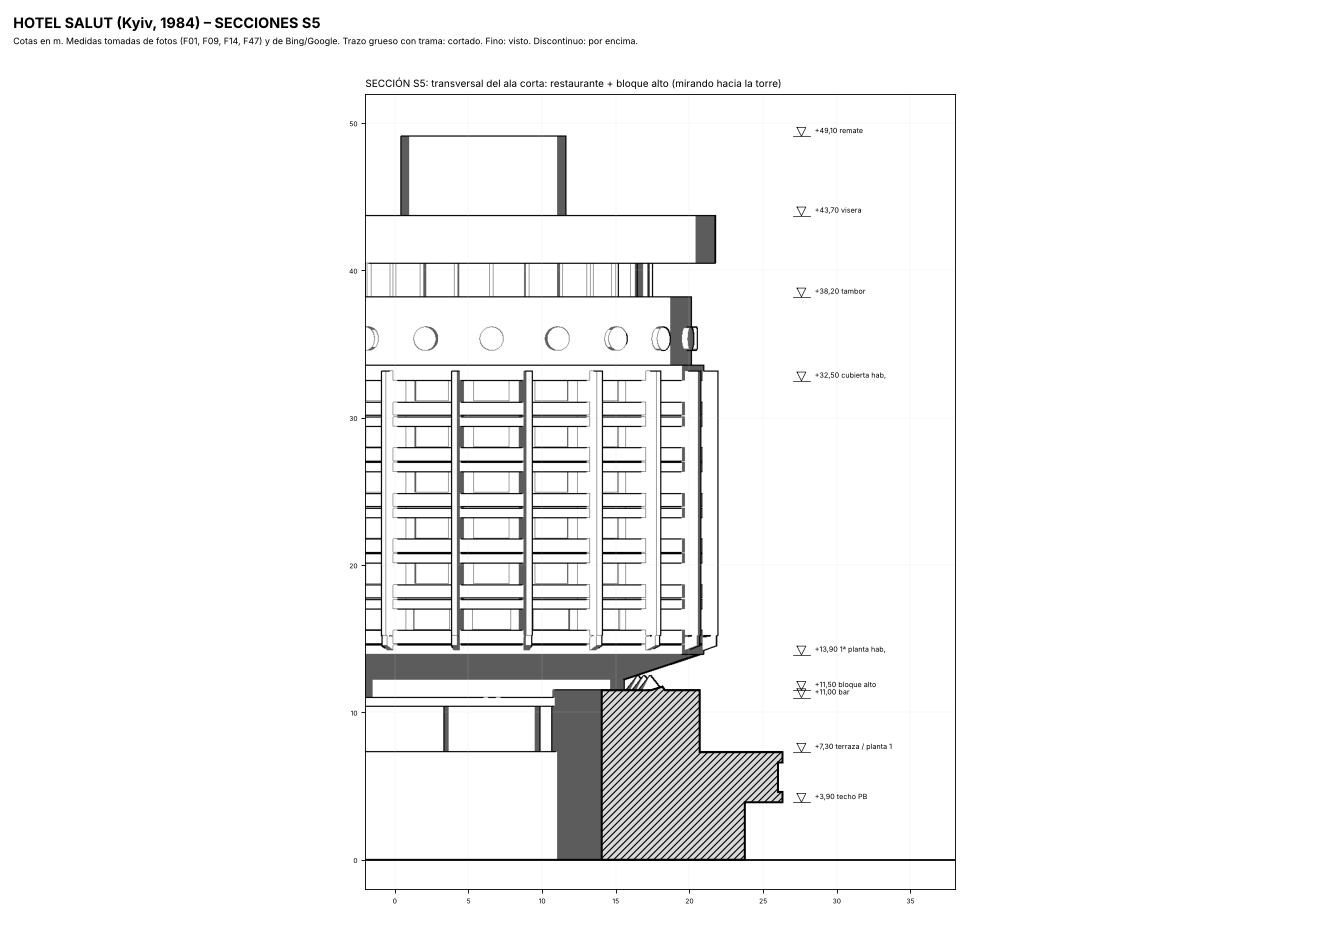 HOTEL SALUT (Kyiv, 1984) – SECCIONES S5
Cotas en m. Medidas tomadas de fotos (F01, F09, F14, F47) y de Bing/Google. Trazo grueso con trama: cortado. Fino: visto. Discontinuo: por encima.
SECCIÓN S5: transversal del ala corta: restaurante + bloque alto (mirando hacia la torre)
50
+49,10 remate
+43,70 visera
40
+38,20 tambor
+32,50 cubierta hab,
30
20
+13,90 1ª planta hab,
+11,50 bloque alto
+11,00 bar
10
+7,30 terraza / planta 1
+3,90 techo PB
0
0 5 10 15 20 25 30 35